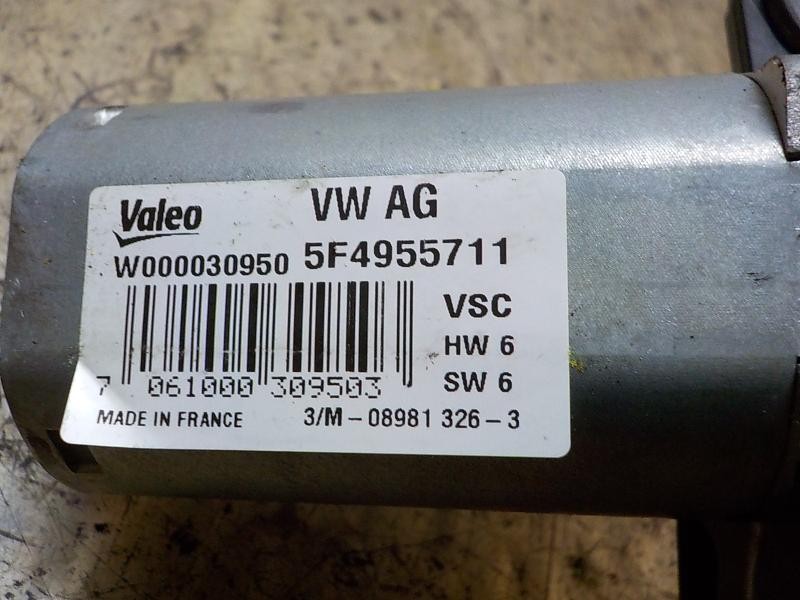 Valeo VW AG
W000030950 5F4955711
VSC
HW 6
SW 6
7 061000 309503
MADE IN FRANCE 3/M-08981 326-3